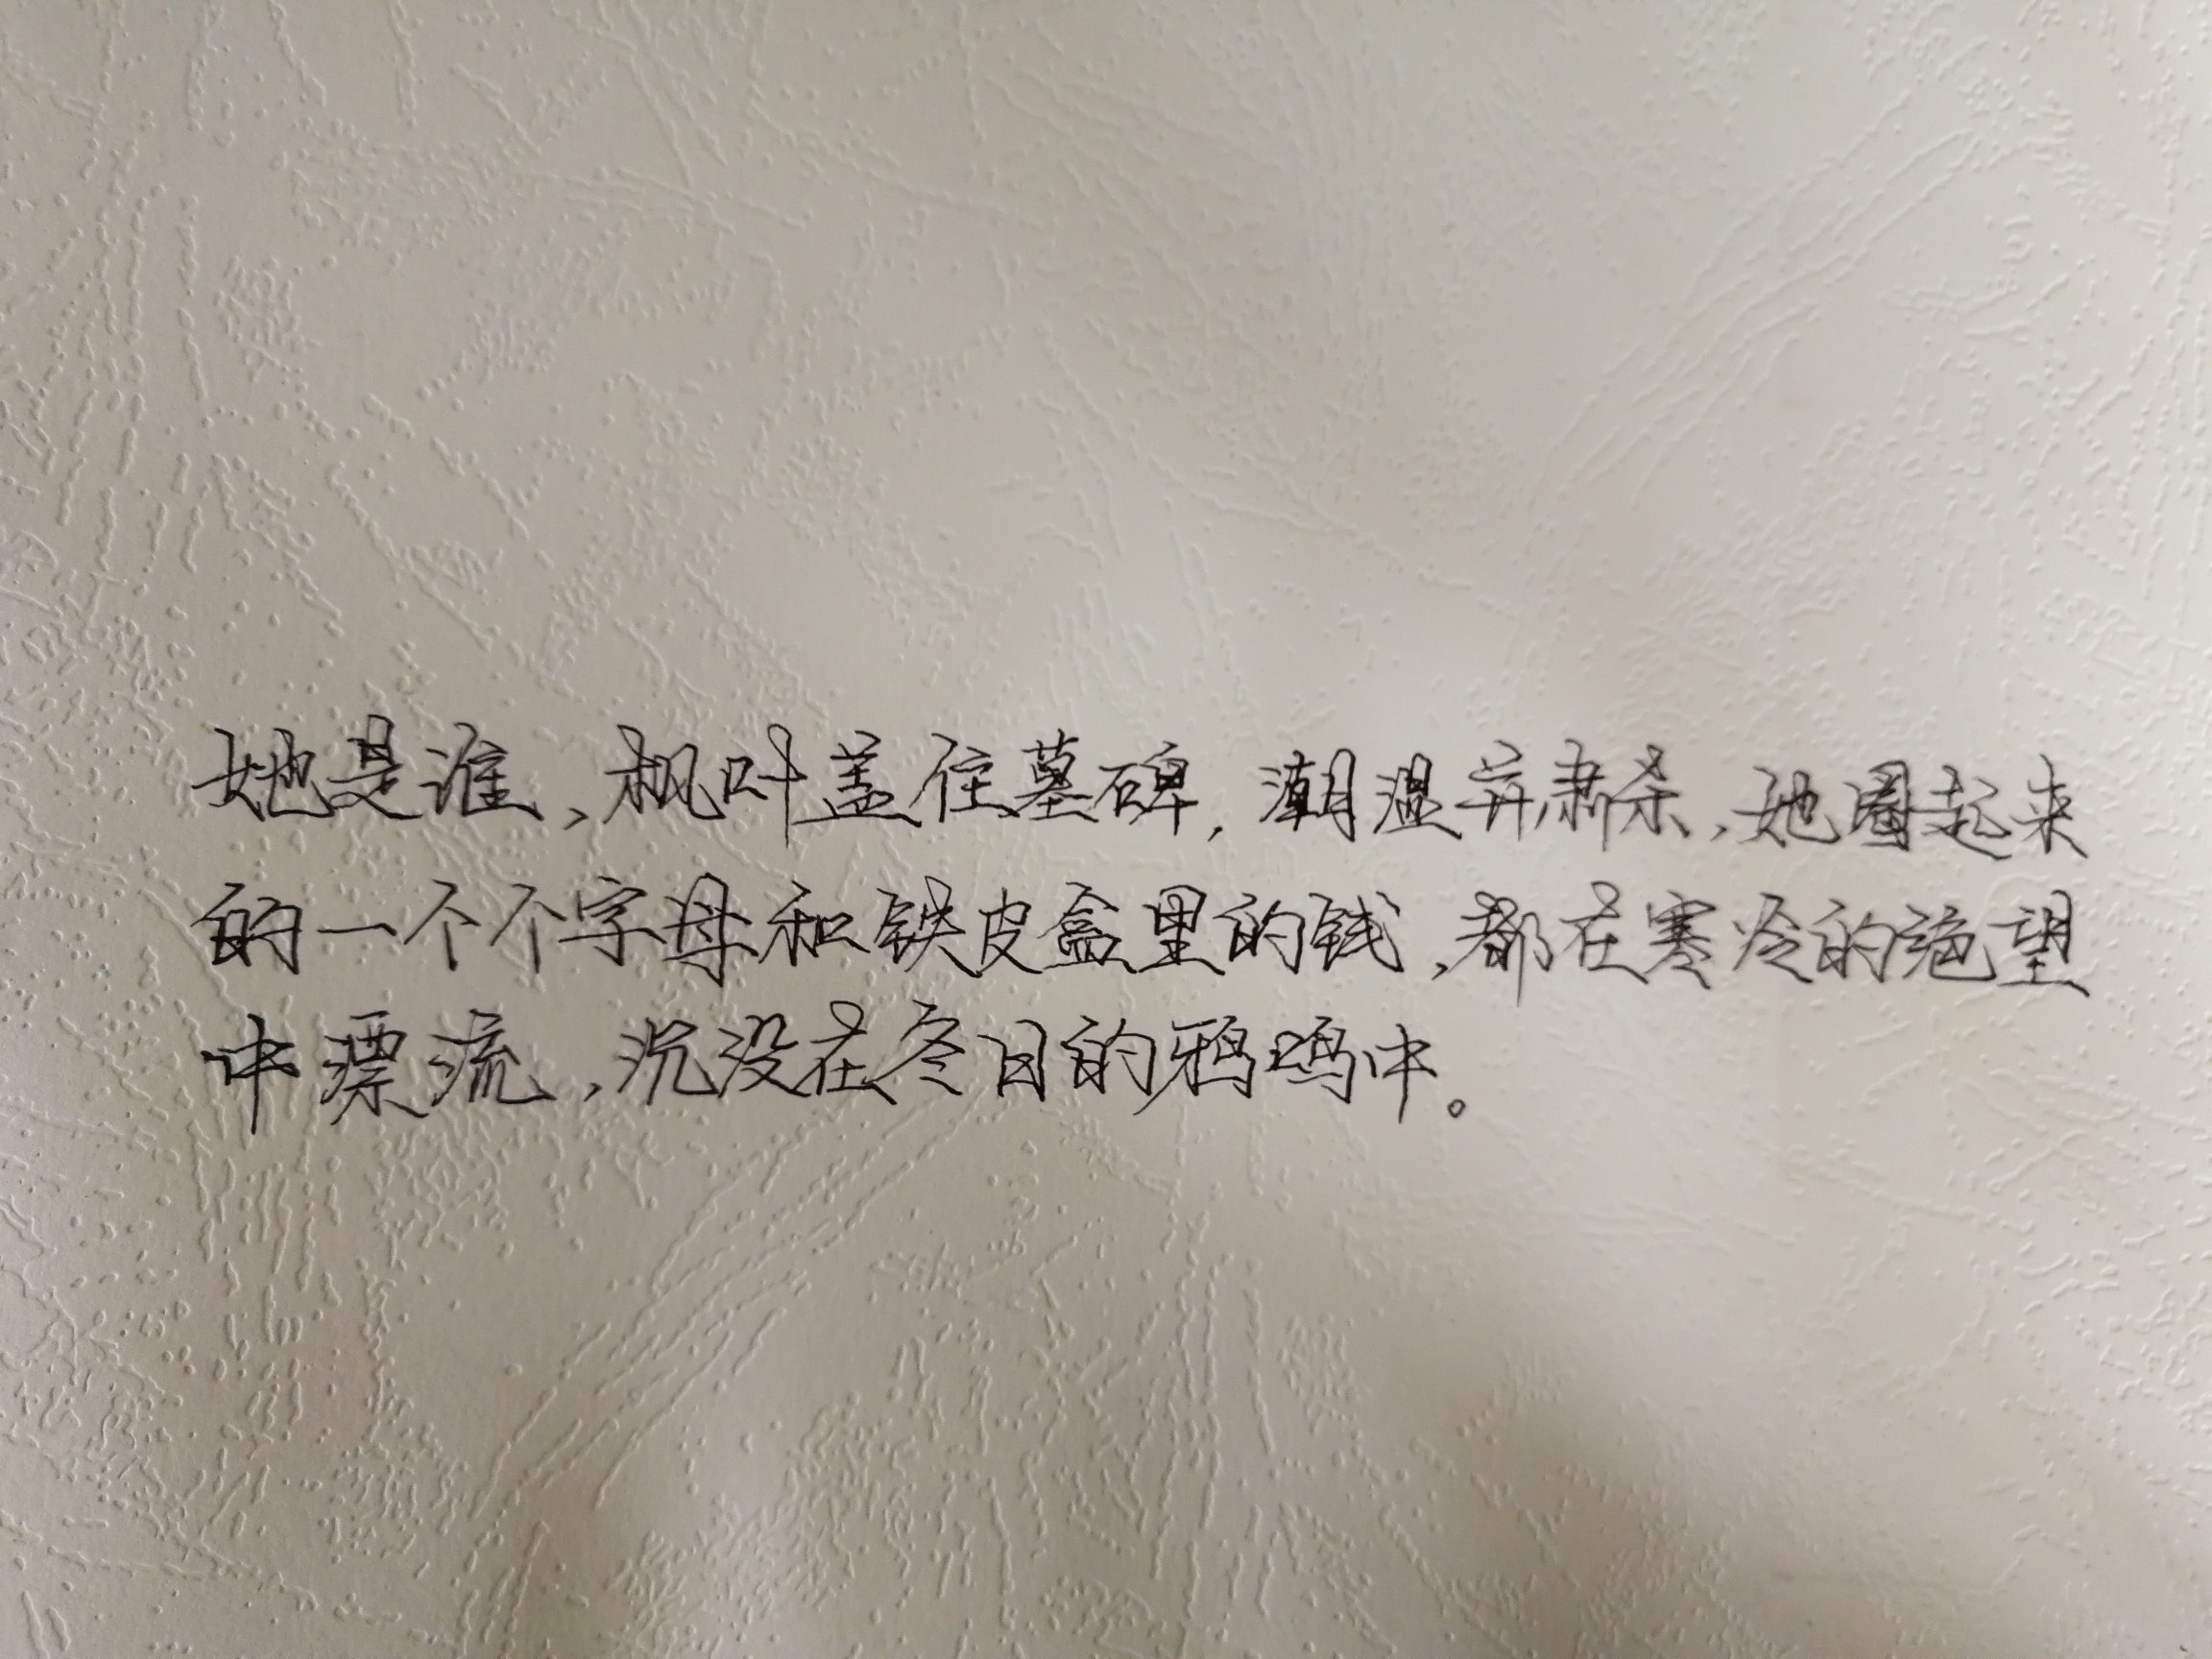 她是谁，枫叶盖住墓碑，潮湿并肃杀，她圈起来
的一个个字母和铁皮盒里的钱，都在寒冷的绝望
中漂流，沉没在冬日的鸦鸣中。